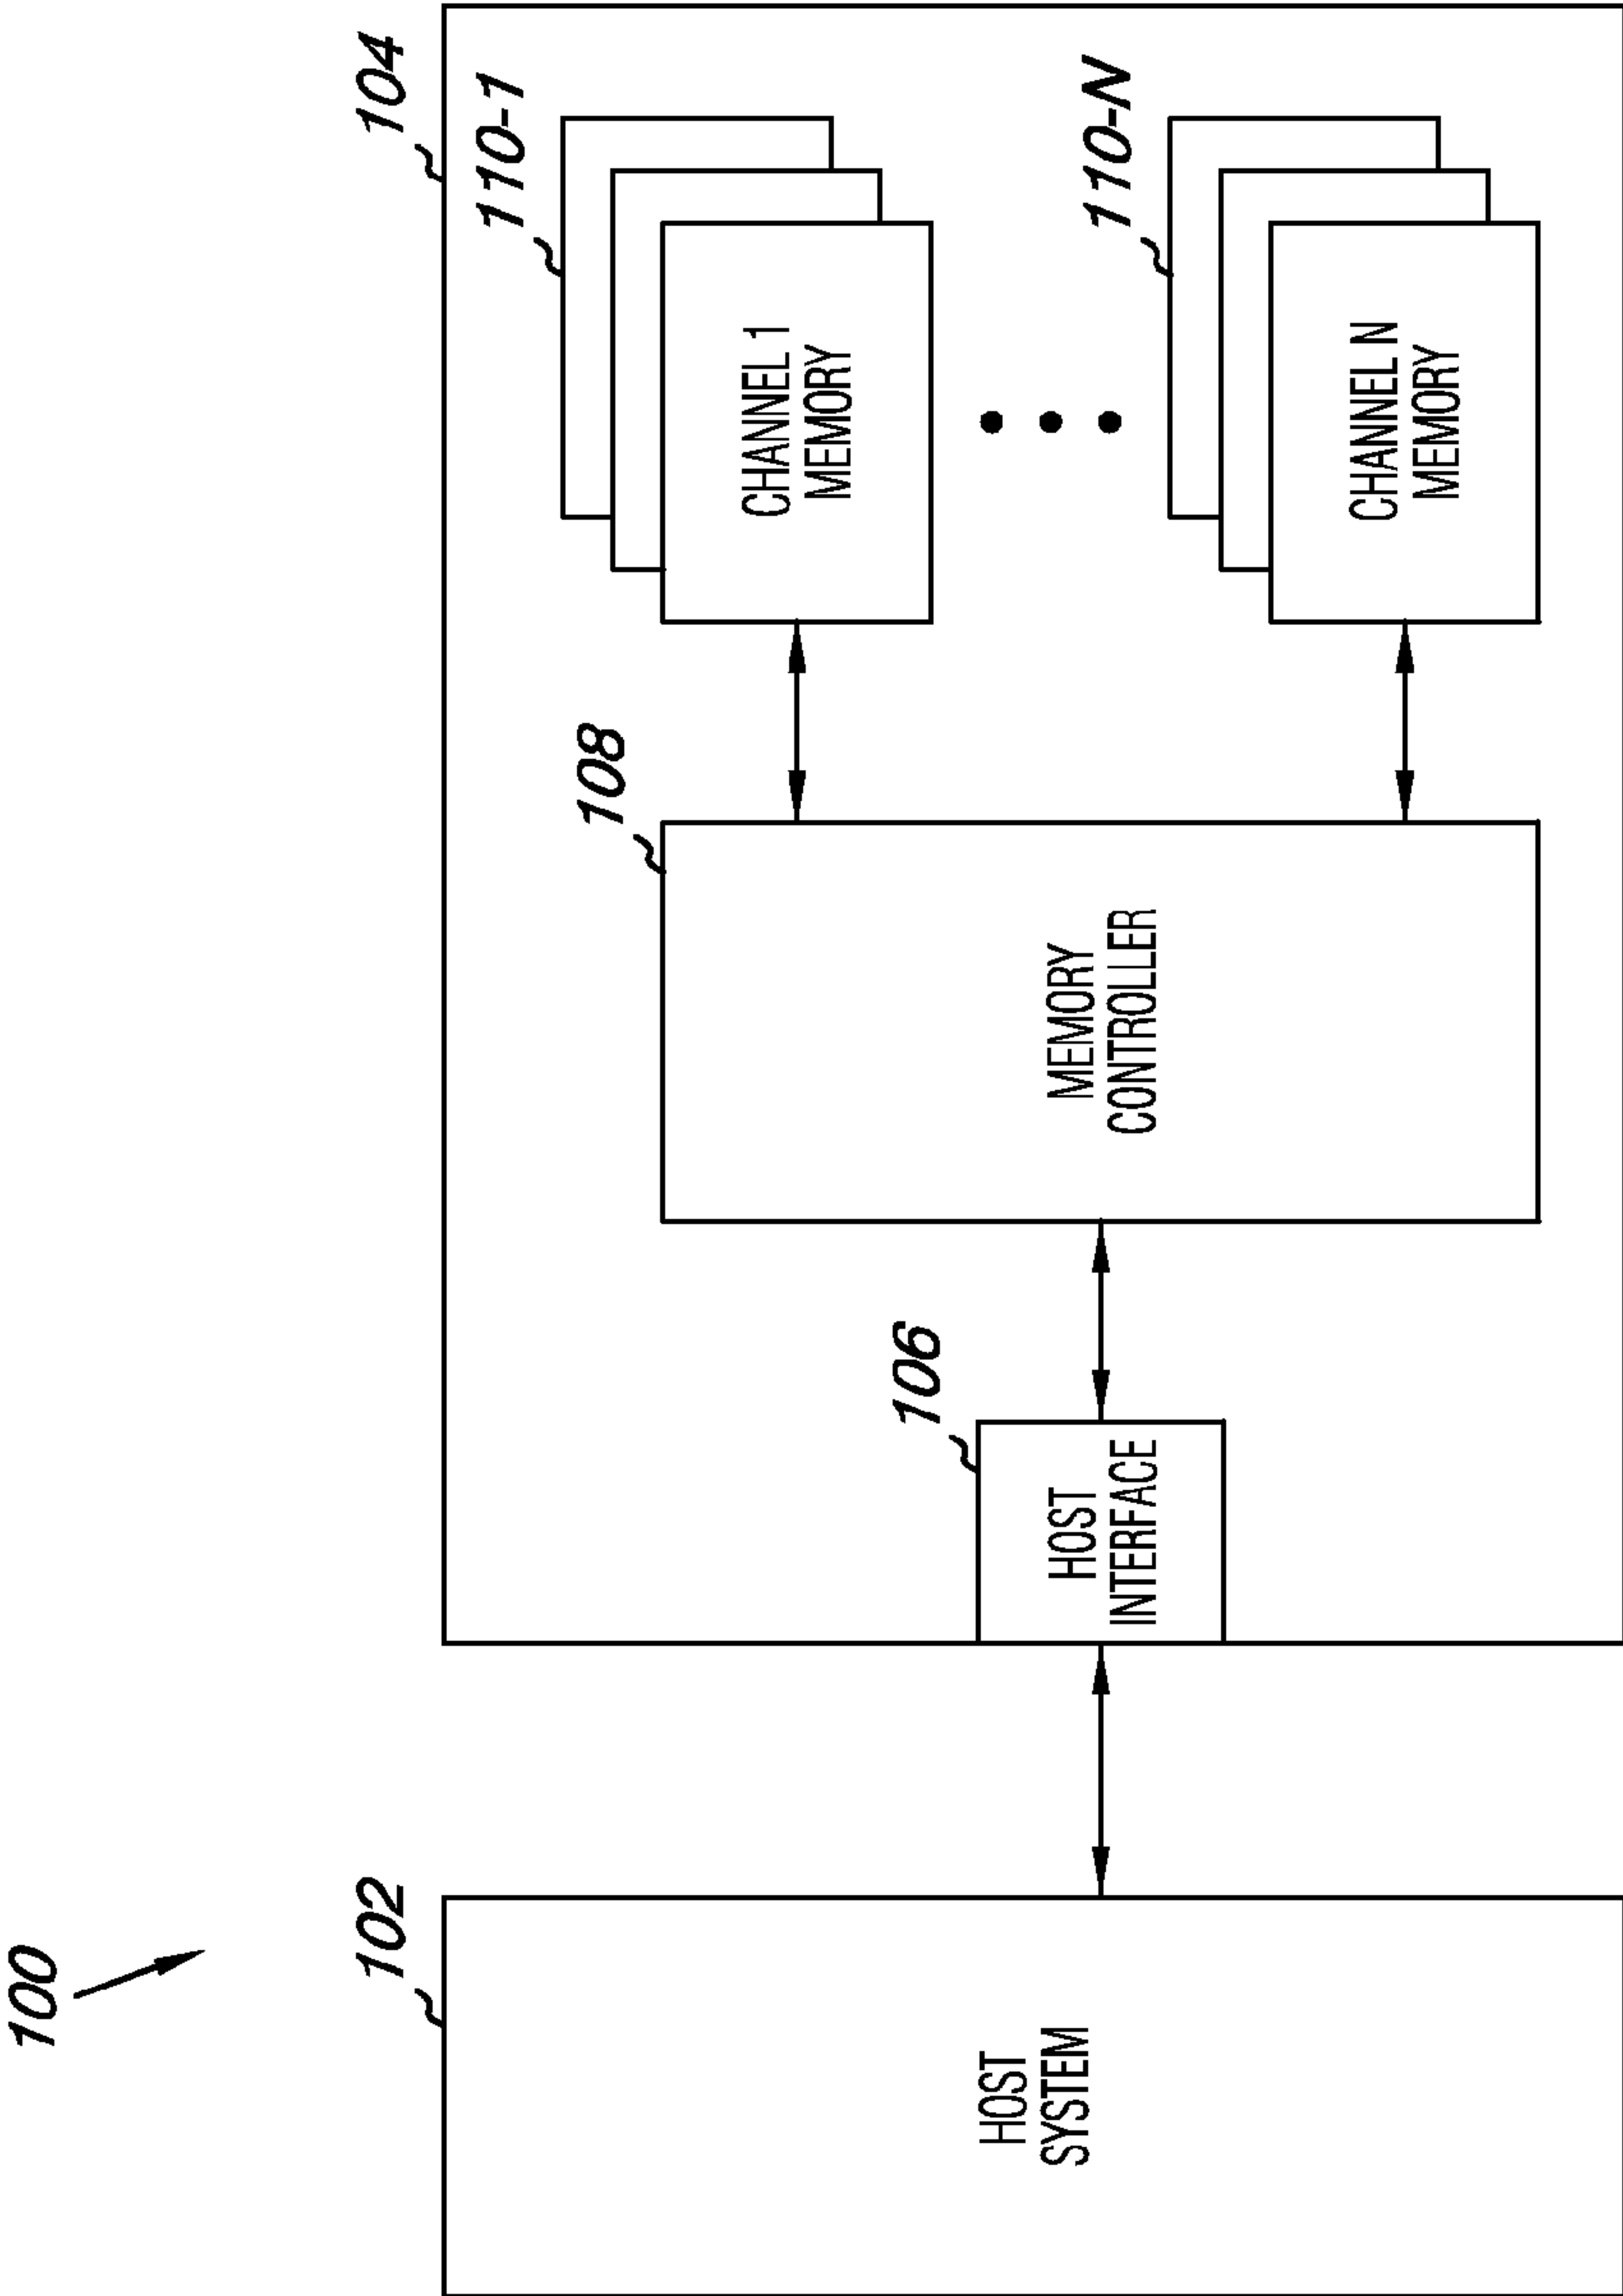 100
102
104
HOST
SYSTEM
106
HOST
INTERFACE
108
MEMORY
CONTROLLER
110-1
CHANNEL 1
MEMORY
110-N
CHANNEL N
MEMORY